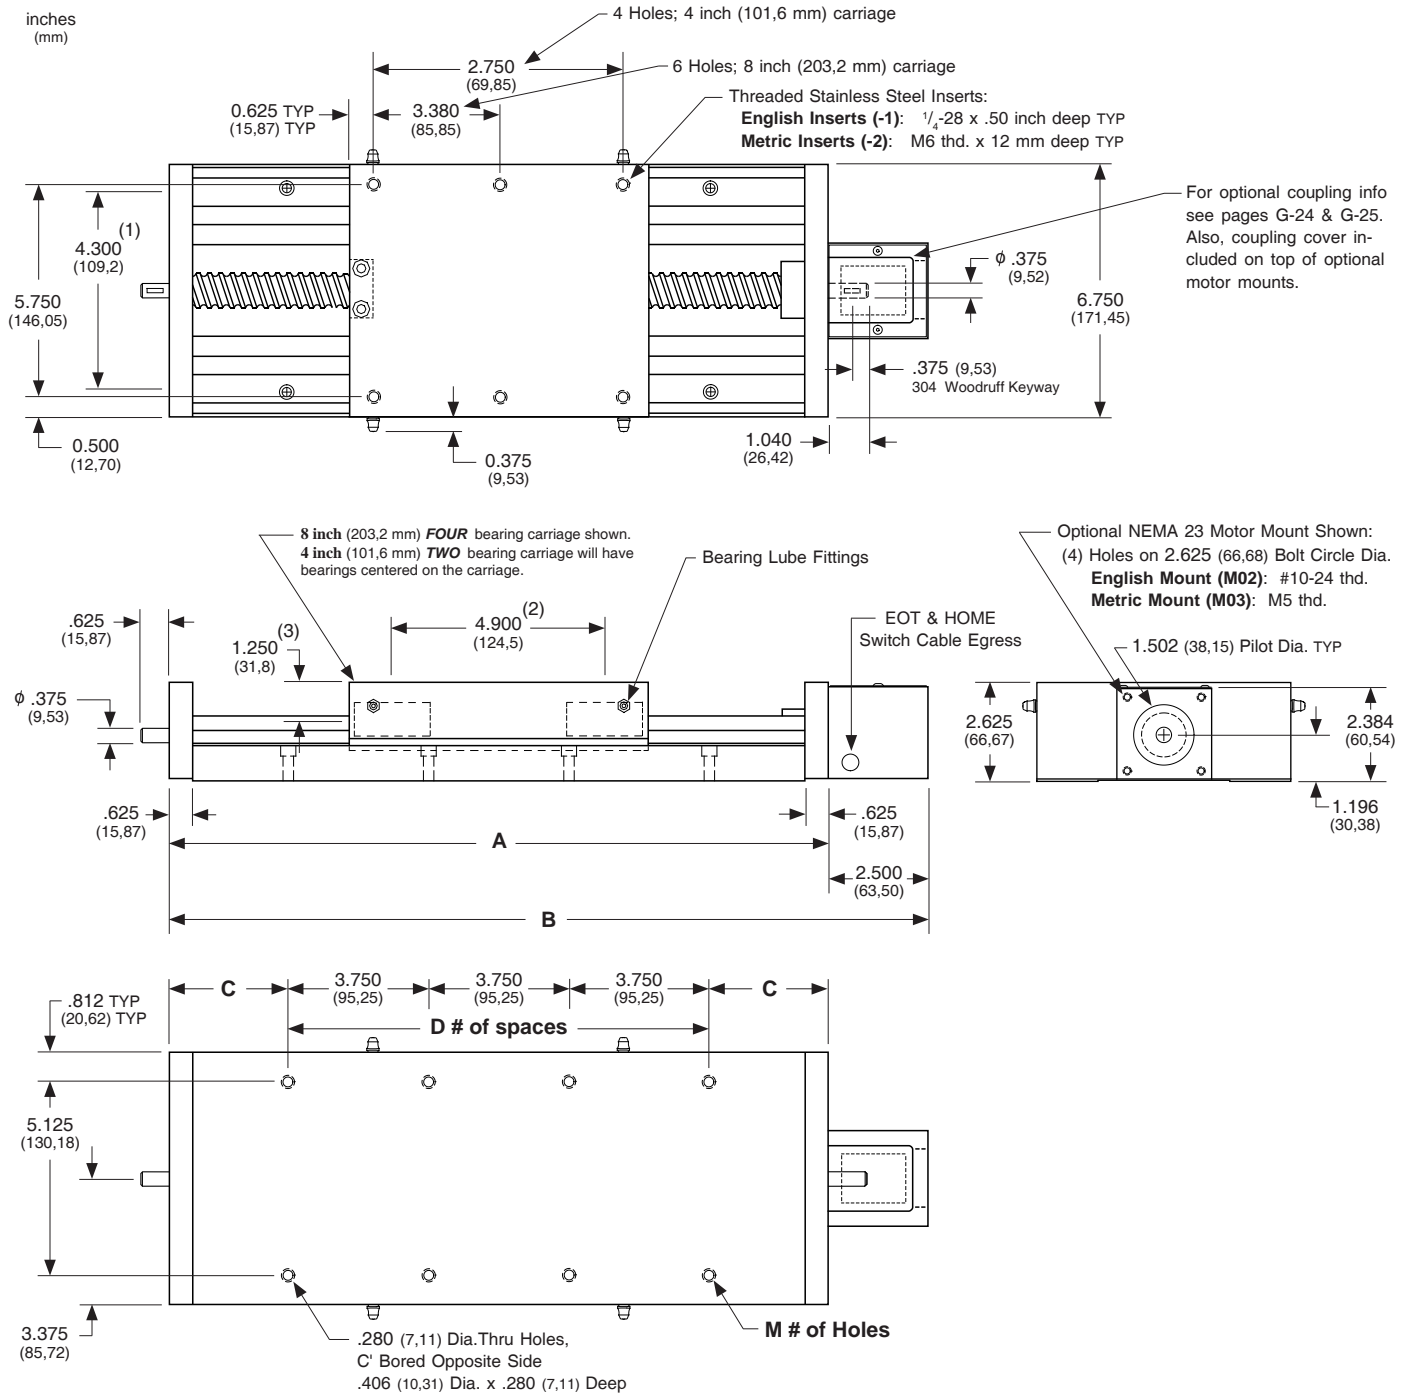 inches
(mm)
4 Holes; 4 inch (101,6 mm) carriage
2.750
(69,85)
6 Holes; 8 inch (203,2 mm) carriage
0.625 TYP
(15,87) TYP
3.380
(85,85)
Threaded Stainless Steel Inserts:
English Inserts (-1): 1/4-28 x .50 inch deep TYP
Metric Inserts (-2): M6 thd. x 12 mm deep TYP
For optional coupling info
see pages G-24 & G-25.
Also, coupling cover in-
cluded on top of optional
motor mounts.
(1)
4.300
(109,2)
5.750
(146,05)
ϕ .375
(9,52)
6.750
(171,45)
.375 (9,53)
304 Woodruff Keyway
0.500
(12,70)
0.375
(9,53)
1.040
(26,42)
8 inch (203,2 mm) FOUR bearing carriage shown.
4 inch (101,6 mm) TWO bearing carriage will have
bearings centered on the carriage.
Bearing Lube Fittings
Optional NEMA 23 Motor Mount Shown:
(4) Holes on 2.625 (66,68) Bolt Circle Dia.
English Mount (M02): #10-24 thd.
Metric Mount (M03): M5 thd.
.625
(15,87)
(3)
1.250
(31,8)
(2)
4.900
(124,5)
EOT & HOME
Switch Cable Egress
1.502 (38,15) Pilot Dia. TYP
ϕ .375
(9,53)
2.625
(66,67)
2.384
(60,54)
1.196
(30,38)
.625
(15,87)
.625
(15,87)
A
2.500
(63,50)
B
C
3.750
(95,25)
3.750
(95,25)
3.750
(95,25)
C
.812 TYP
(20,62) TYP
D # of spaces
5.125
(130,18)
3.375
(85,72)
.280 (7,11) Dia.Thru Holes,
C' Bored Opposite Side
.406 (10,31) Dia. x .280 (7,11) Deep
M # of Holes